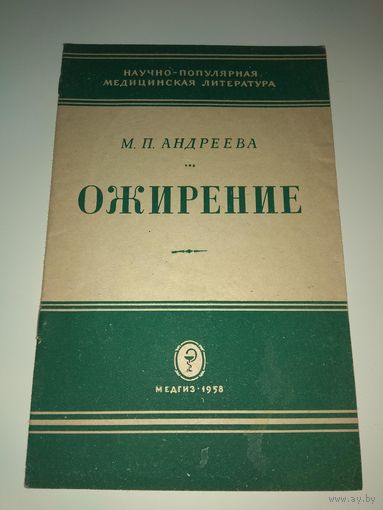 НАУЧНО-ПОПУЛЯРНАЯ
МЕДИЦИНСКАЯ ЛИТЕРАТУРА
М. П. АНДРЕЕВА
ОЖИРЕНИЕ
МЕДГИЗ · 1958
www.ay.by